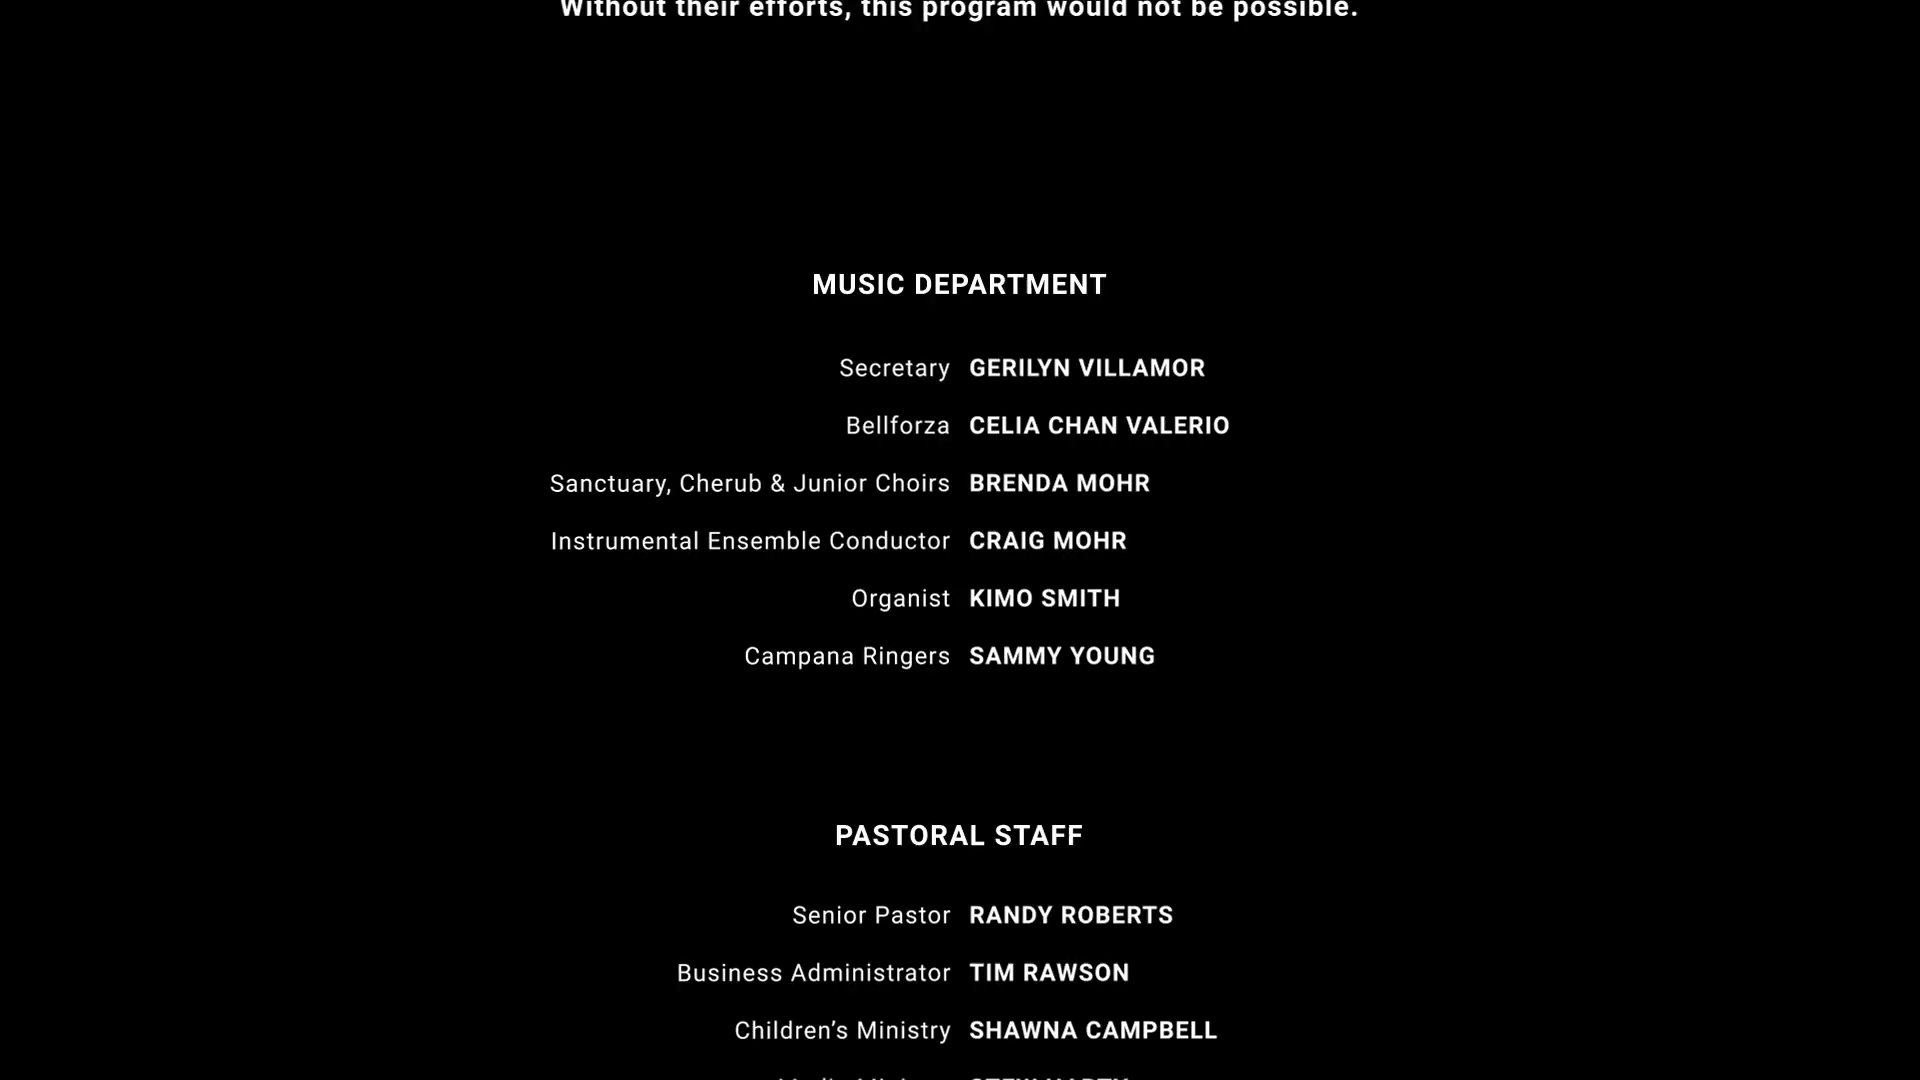 Without their efforts, this program would not be possible.
MUSIC DEPARTMENT
Secretary GERILYN VILLAMOR
Bellforza CELIA CHAN VALERIO
Sanctuary, Cherub & Junior Choirs BRENDA MOHR
Instrumental Ensemble Conductor CRAIG MOHR
Organist KIMO SMITH
Campana Ringers SAMMY YOUNG
PASTORAL STAFF
Senior Pastor RANDY ROBERTS
Business Administrator TIM RAWSON
Children’s Ministry SHAWNA CAMPBELL